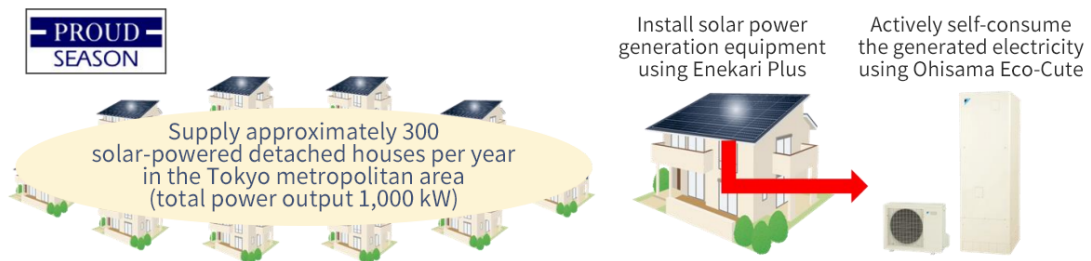 PROUD
SEASON
Supply approximately 300
solar-powered detached houses per year
in the Tokyo metropolitan area
(total power output 1,000 kW)
Install solar power
generation equipment
using Enekari Plus
Actively self-consume
the generated electricity
using Ohisama Eco-Cute